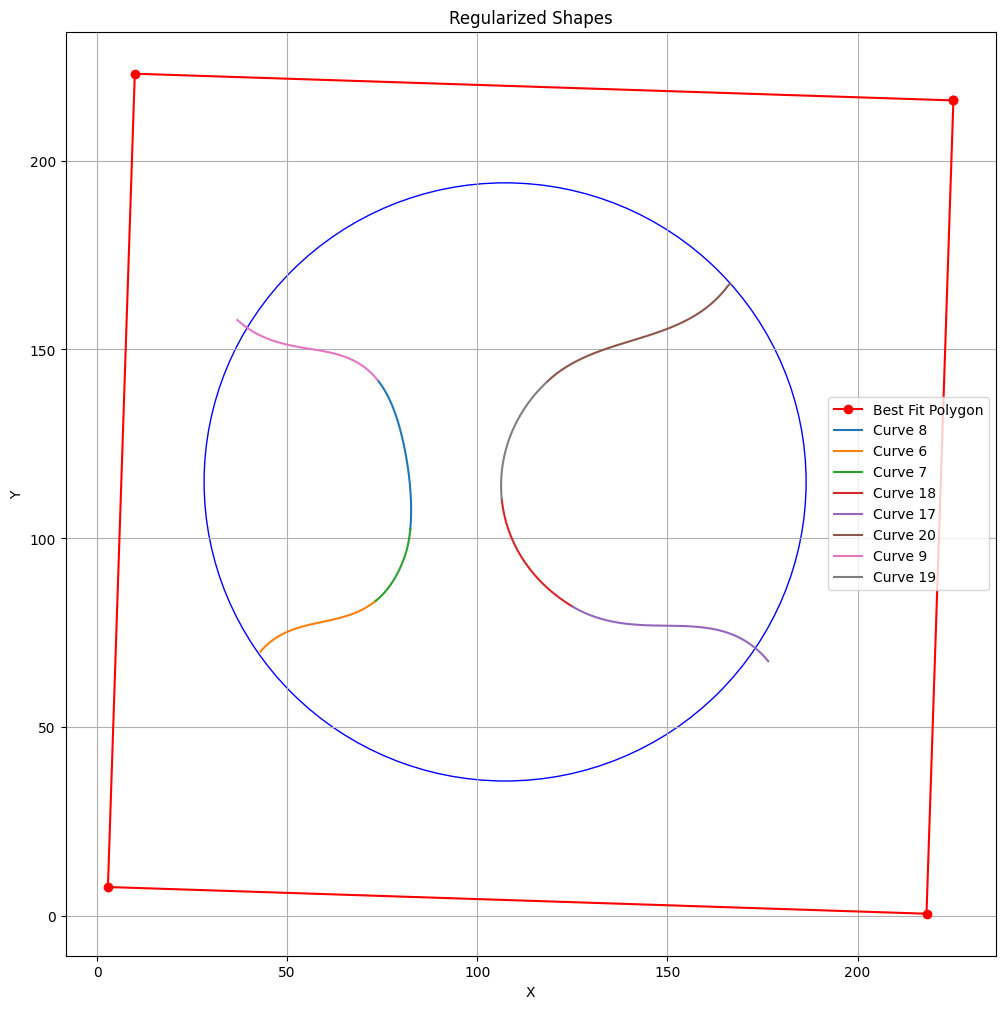 Regularized Shapes
200
150
100
50
0
Y
Best Fit Polygon
Curve 8
Curve 6
Curve 7
Curve 18
Curve 17
Curve 20
Curve 9
Curve 19
0 50 100 150 200
X